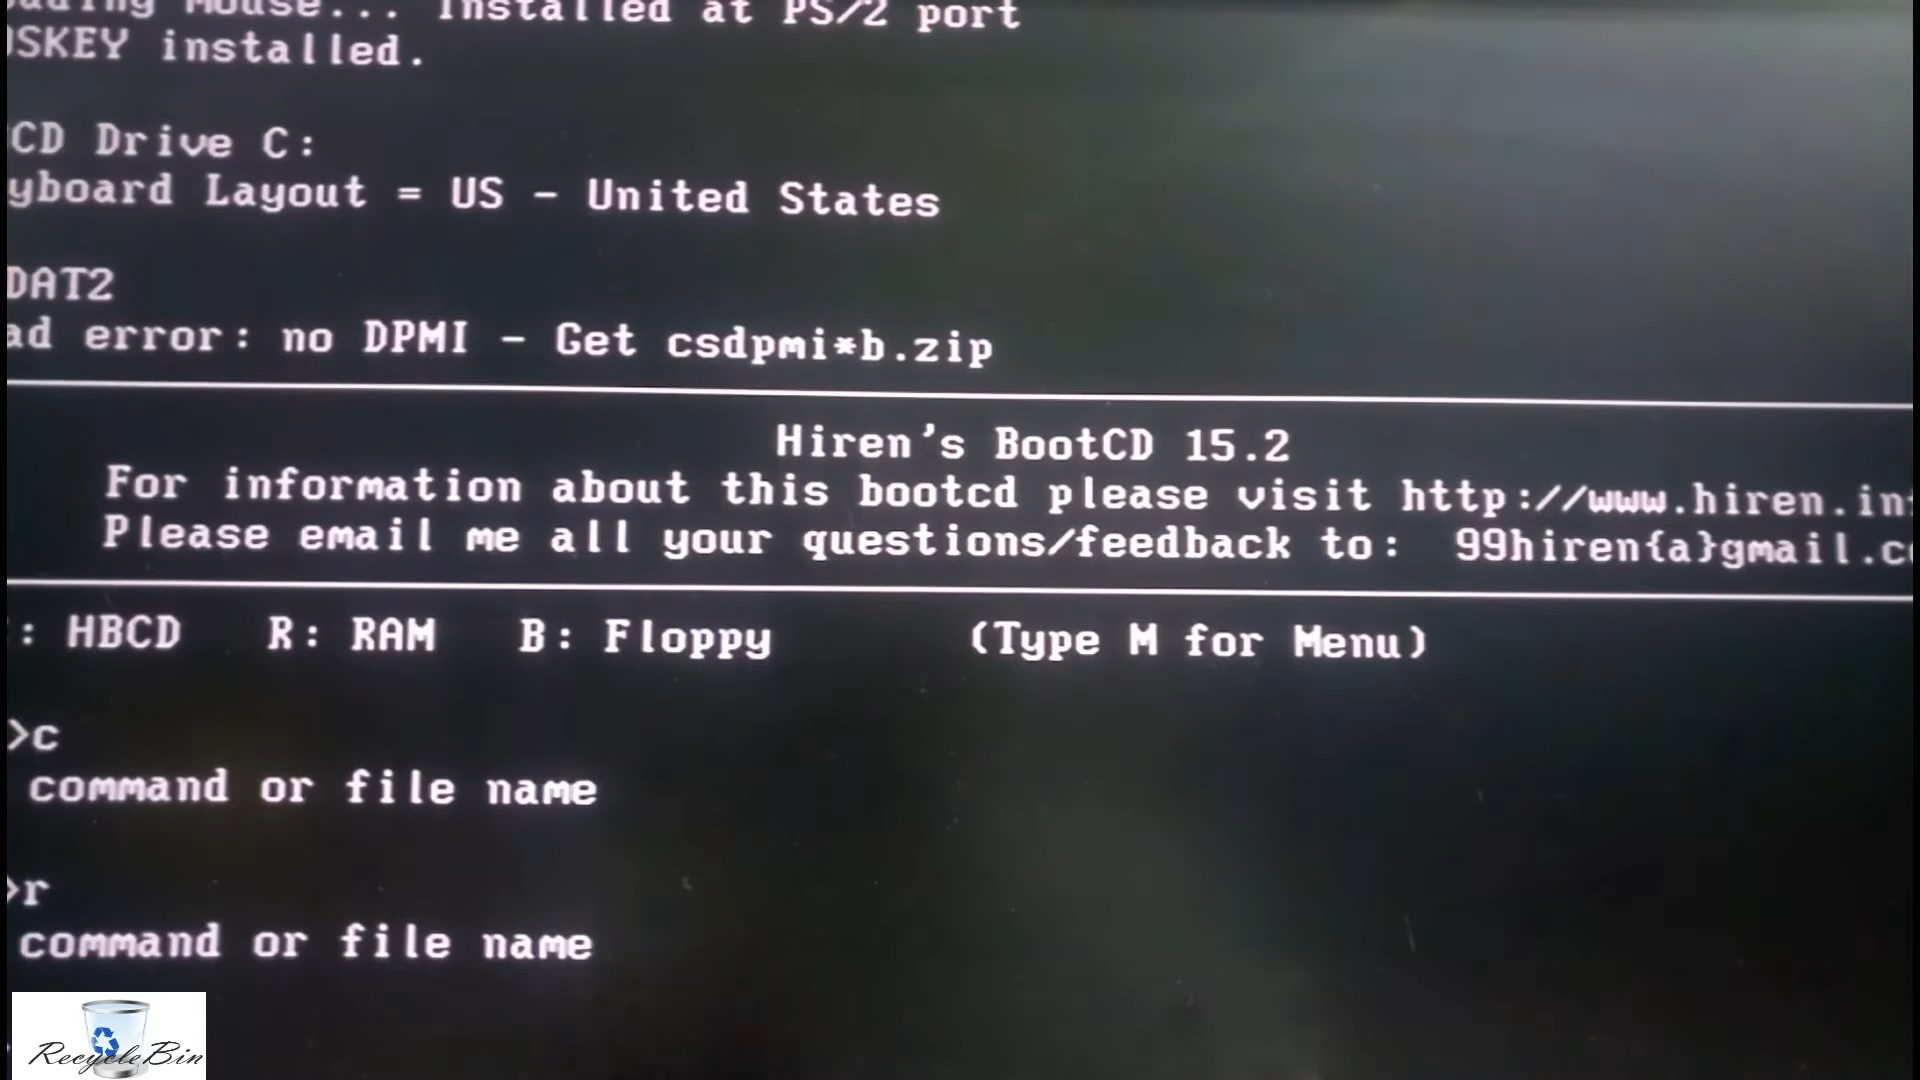 Mouse... Installed at PS/2 port
SKEY installed.
CD Drive C:
yboard Layout = US - United States
DAT2
ad error: no DPMI - Get csdpmi*b.zip
Hiren's BootCD 15.2
For information about this bootcd please visit http://www.hiren.in
Please email me all your questions/feedback to: 99hiren{a}gmail.c
: HBCD R: RAM B: Floppy (Type M for Menu)
>c
command or file name
>r
command or file name
RecycleBin